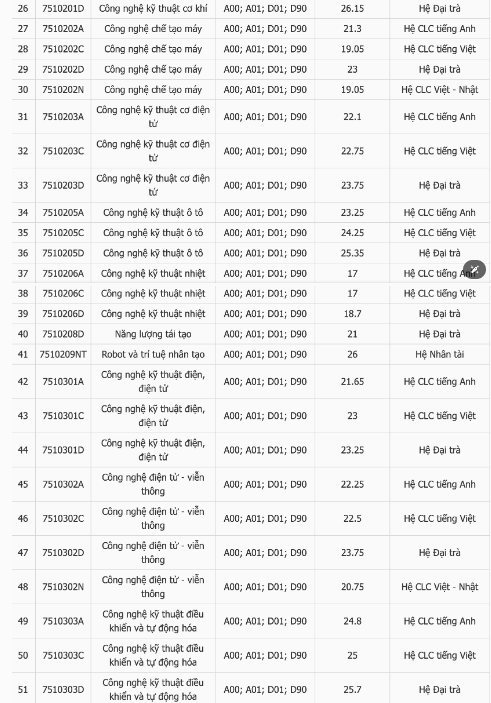 26 7510201D Công nghệ kỹ thuật cơ khí A00; A01; D01; D90 26.15 Hệ Đại trà
27 7510202A Công nghệ chế tạo máy A00; A01; D01; D90 21.3 Hệ CLC tiếng Anh
28 7510202C Công nghệ chế tạo máy A00; A01; D01; D90 19.05 Hệ CLC tiếng Việt
29 7510202D Công nghệ chế tạo máy A00; A01; D01; D90 23 Hệ Đại trà
30 7510202N Công nghệ chế tạo máy A00; A01; D01; D90 19.05 Hệ CLC Việt - Nhật
31 7510203A Công nghệ kỹ thuật cơ điện tử A00; A01; D01; D90 22.1 Hệ CLC tiếng Anh
32 7510203C Công nghệ kỹ thuật cơ điện tử A00; A01; D01; D90 22.75 Hệ CLC tiếng Việt
33 7510203D Công nghệ kỹ thuật cơ điện tử A00; A01; D01; D90 23.75 Hệ Đại trà
34 7510205A Công nghệ kỹ thuật ô tô A00; A01; D01; D90 23.25 Hệ CLC tiếng Anh
35 7510205C Công nghệ kỹ thuật ô tô A00; A01; D01; D90 24.25 Hệ CLC tiếng Việt
36 7510205D Công nghệ kỹ thuật ô tô A00; A01; D01; D90 25.35 Hệ Đại trà
37 7510206A Công nghệ kỹ thuật nhiệt A00; A01; D01; D90 17 Hệ CLC tiếng Anh
38 7510206C Công nghệ kỹ thuật nhiệt A00; A01; D01; D90 17 Hệ CLC tiếng Việt
39 7510206D Công nghệ kỹ thuật nhiệt A00; A01; D01; D90 18.7 Hệ Đại trà
40 7510208D Năng lượng tái tạo A00; A01; D01; D90 21 Hệ Đại trà
41 7510209NT Robot và trí tuệ nhân tạo A00; A01; D01; D90 26 Hệ Nhân tài
42 7510301A Công nghệ kỹ thuật điện, điện tử A00; A01; D01; D90 21.65 Hệ CLC tiếng Anh
43 7510301C Công nghệ kỹ thuật điện, điện tử A00; A01; D01; D90 23 Hệ CLC tiếng Việt
44 7510301D Công nghệ kỹ thuật điện, điện tử A00; A01; D01; D90 23.25 Hệ Đại trà
45 7510302A Công nghệ điện tử - viễn thông A00; A01; D01; D90 22.25 Hệ CLC tiếng Anh
46 7510302C Công nghệ điện tử - viễn thông A00; A01; D01; D90 22.5 Hệ CLC tiếng Việt
47 7510302D Công nghệ điện tử - viễn thông A00; A01; D01; D90 23.75 Hệ Đại trà
48 7510302N Công nghệ điện tử - viễn thông A00; A01; D01; D90 20.75 Hệ CLC Việt - Nhật
49 7510303A Công nghệ kỹ thuật điều khiển và tự động hóa A00; A01; D01; D90 24.8 Hệ CLC tiếng Anh
50 7510303C Công nghệ kỹ thuật điều khiển và tự động hóa A00; A01; D01; D90 25 Hệ CLC tiếng Việt
51 7510303D Công nghệ kỹ thuật điều khiển và tự động hóa A00; A01; D01; D90 25.7 Hệ Đại trà